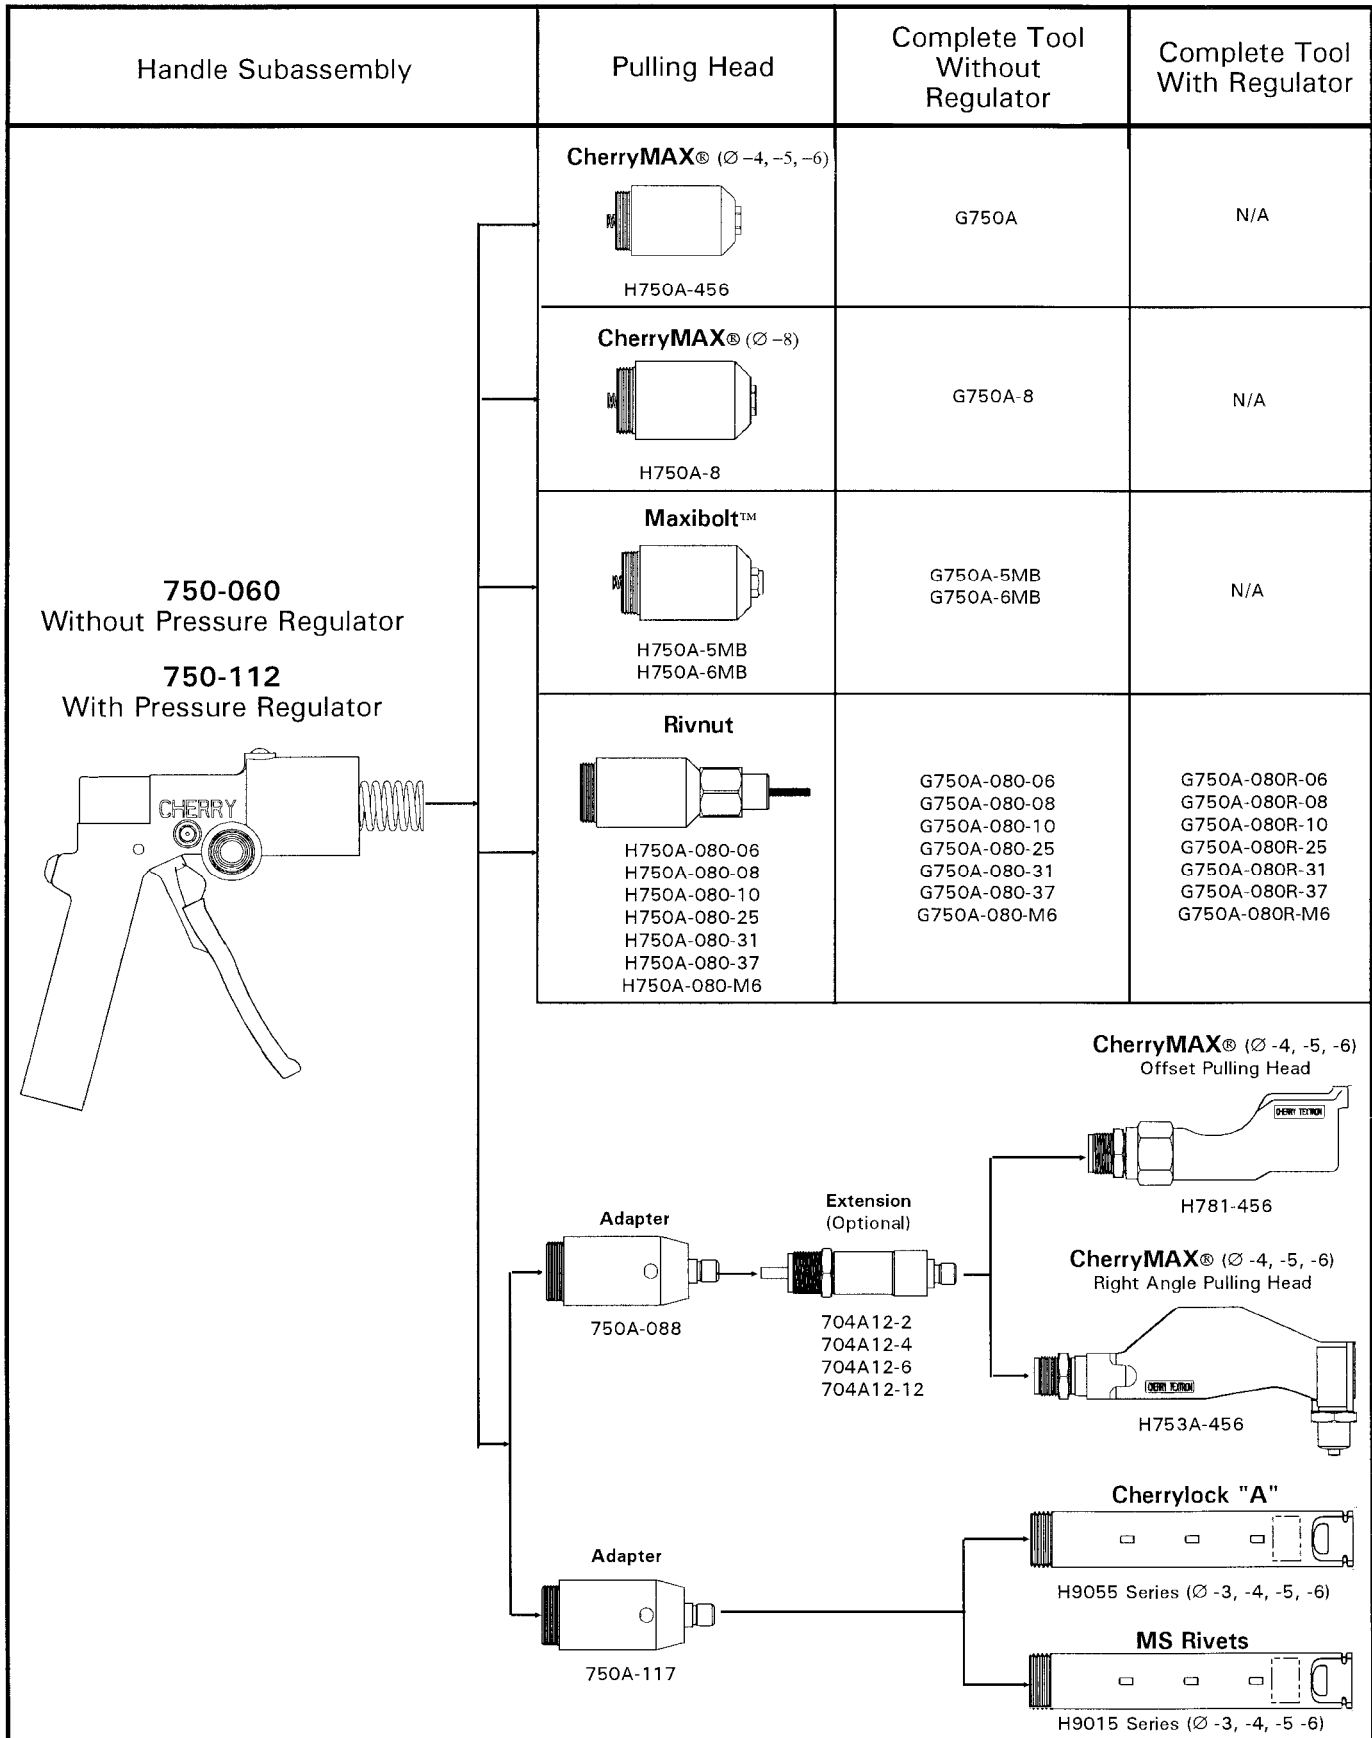 Handle Subassembly
Pulling Head
Complete Tool
Without
Regulator
Complete Tool
With Regulator
CherryMAX® (Ø –4, –5, –6)
H750A-456
G750A
N/A
CherryMAX® (Ø –8)
H750A-8
G750A-8
N/A
Maxibolt™
H750A-5MB
H750A-6MB
G750A-5MB
G750A-6MB
N/A
750-060
Without Pressure Regulator
750-112
With Pressure Regulator
CHERRY
Rivnut
H750A-080-06
H750A-080-08
H750A-080-10
H750A-080-25
H750A-080-31
H750A-080-37
H750A-080-M6
G750A-080-06
G750A-080-08
G750A-080-10
G750A-080-25
G750A-080-31
G750A-080-37
G750A-080-M6
G750A-080R-06
G750A-080R-08
G750A-080R-10
G750A-080R-25
G750A-080R-31
G750A-080R-37
G750A-080R-M6
CherryMAX® (Ø -4, -5, -6)
Offset Pulling Head
CHERRY TEXTRON
H781-456
Adapter
750A-088
Extension
(Optional)
704A12-2
704A12-4
704A12-6
704A12-12
CherryMAX® (Ø -4, -5, -6)
Right Angle Pulling Head
CHERRY TEXTRON
H753A-456
Adapter
750A-117
Cherrylock "A"
H9055 Series (Ø -3, -4, -5, -6)
MS Rivets
H9015 Series (Ø -3, -4, -5 -6)